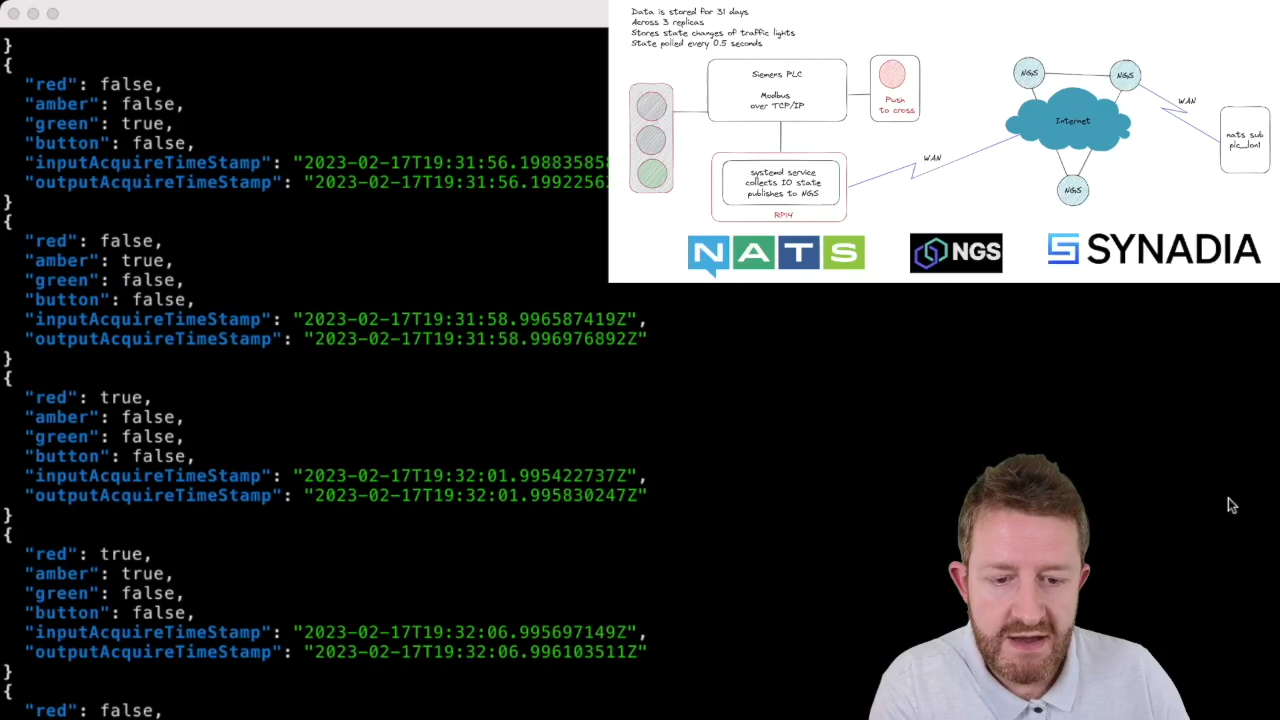 }
{
"red": false,
"amber": false,
"green": true,
"button": false,
"inputAcquireTimeStamp": "2023-02-17T19:31:56.198835858
"outputAcquireTimeStamp": "2023-02-17T19:31:56.19922563
}
{
"red": false,
"amber": true,
"green": false,
"button": false,
"inputAcquireTimeStamp": "2023-02-17T19:31:58.996587419Z",
"outputAcquireTimeStamp": "2023-02-17T19:31:58.996976892Z"
}
{
"red": true,
"amber": false,
"green": false,
"button": false,
"inputAcquireTimeStamp": "2023-02-17T19:32:01.995422737Z",
"outputAcquireTimeStamp": "2023-02-17T19:32:01.995830247Z"
}
{
"red": true,
"amber": true,
"green": false,
"button": false,
"inputAcquireTimeStamp": "2023-02-17T19:32:06.995697149Z",
"outputAcquireTimeStamp": "2023-02-17T19:32:06.996103511Z"
}
{
"red": false,
Data is stored for 31 days
Across 3 replicas
Stores state changes of traffic lights
State polled every 0.5 seconds
Siemens PLC
Modbus
over TCP/IP
Push
to cross
systemd service
collects IO state
publishes to NGS
RPi4
WAN
NGS
NGS
Internet
NGS
WAN
nats sub
plc_lon1
NATS
NGS
SYNADIA